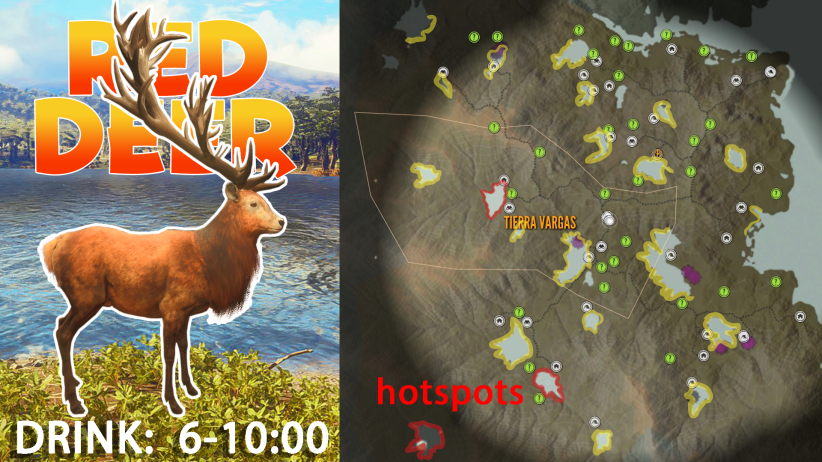 RED
DEER
DRINK: 6-10:00
TIERRA VARGAS
hotspots